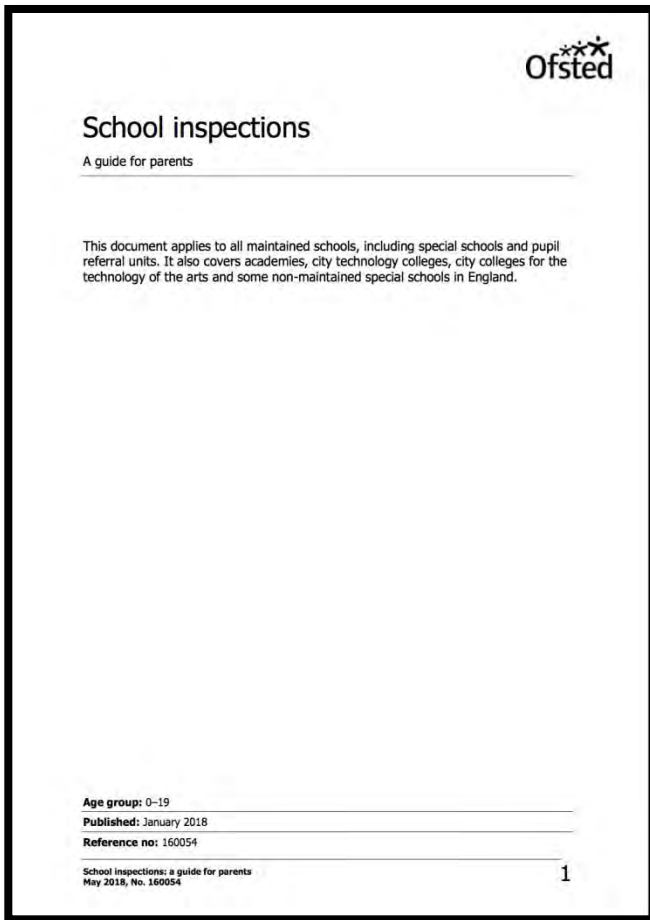 Ofsted
School inspections
A guide for parents
This document applies to all maintained schools, including special schools and pupil
referral units. It also covers academies, city technology colleges, city colleges for the
technology of the arts and some non-maintained special schools in England.
Age group: 0–19
Published: January 2018
Reference no: 160054
School inspections: a guide for parents
May 2018, No. 160054
1